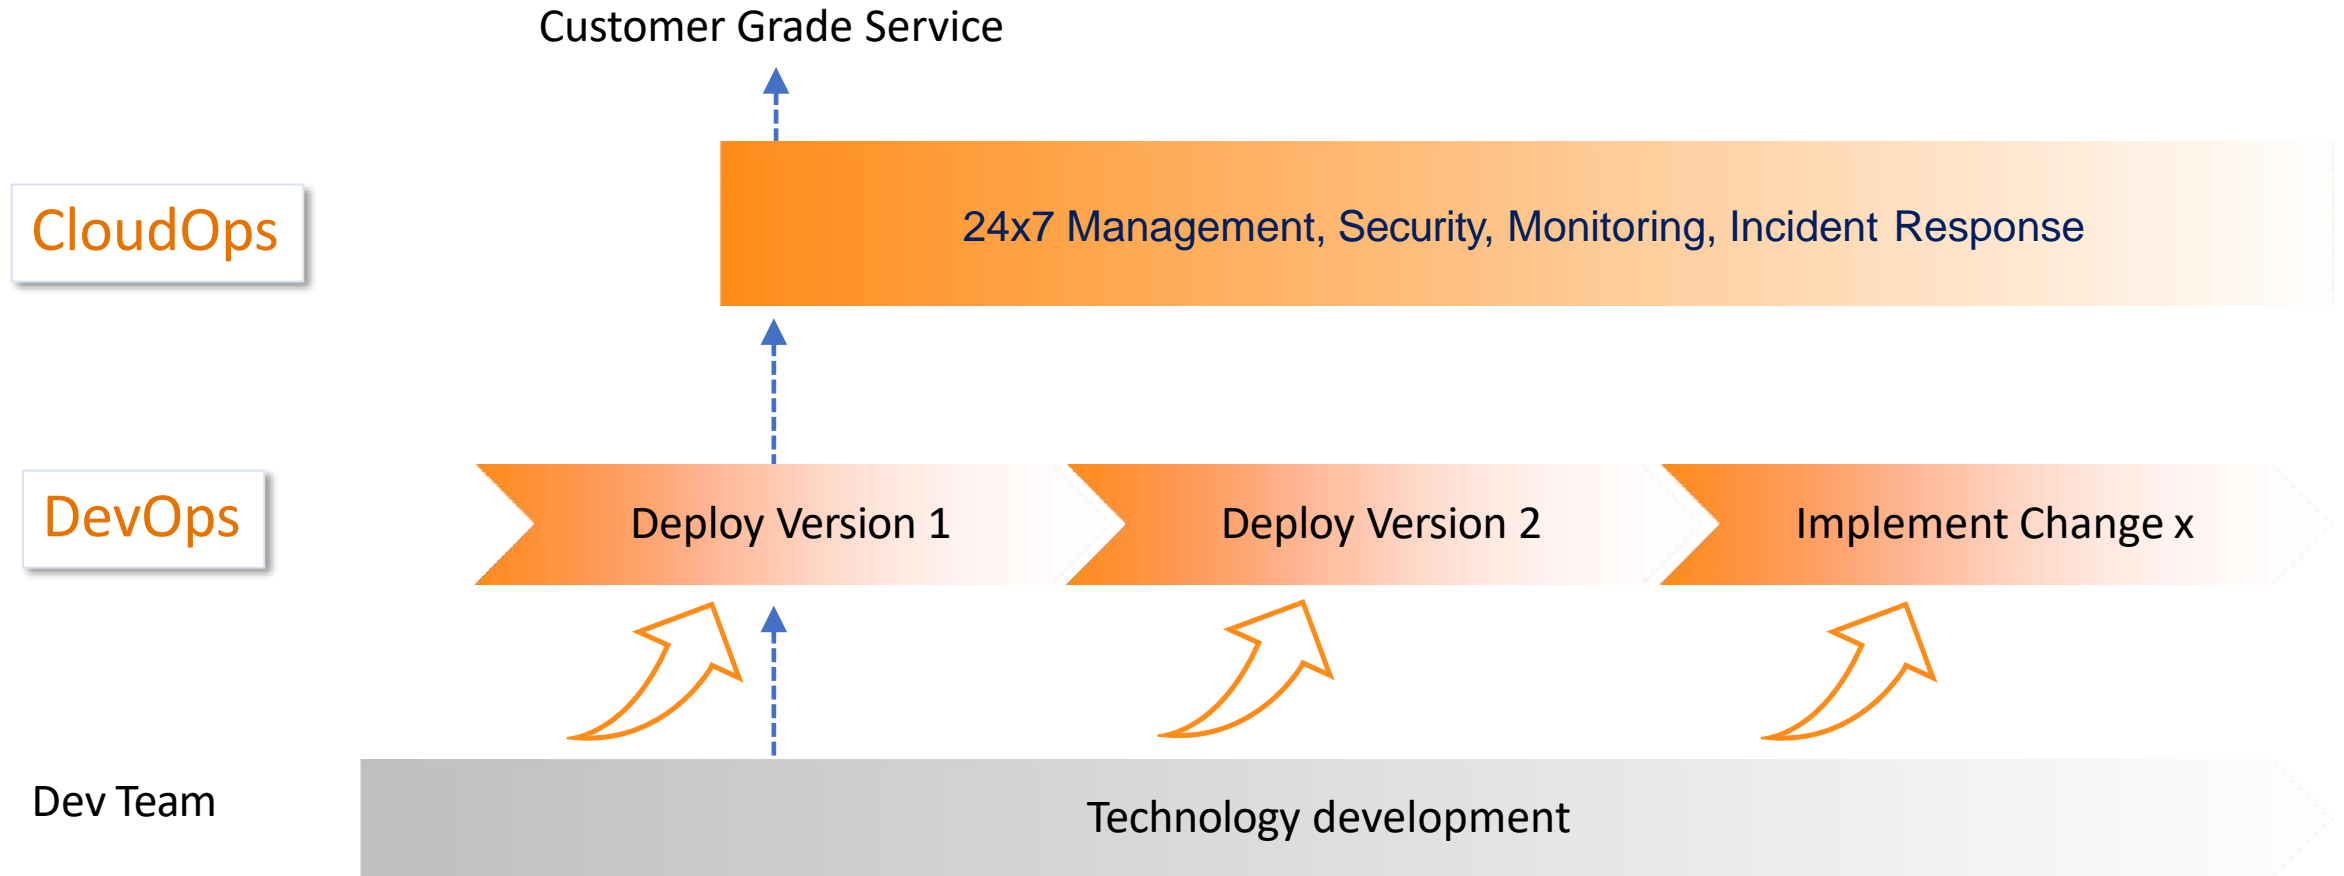 Customer Grade Service
CloudOps
24x7 Management, Security, Monitoring, Incident Response
DevOps
Deploy Version 1
Deploy Version 2
Implement Change x
Dev Team
Technology development